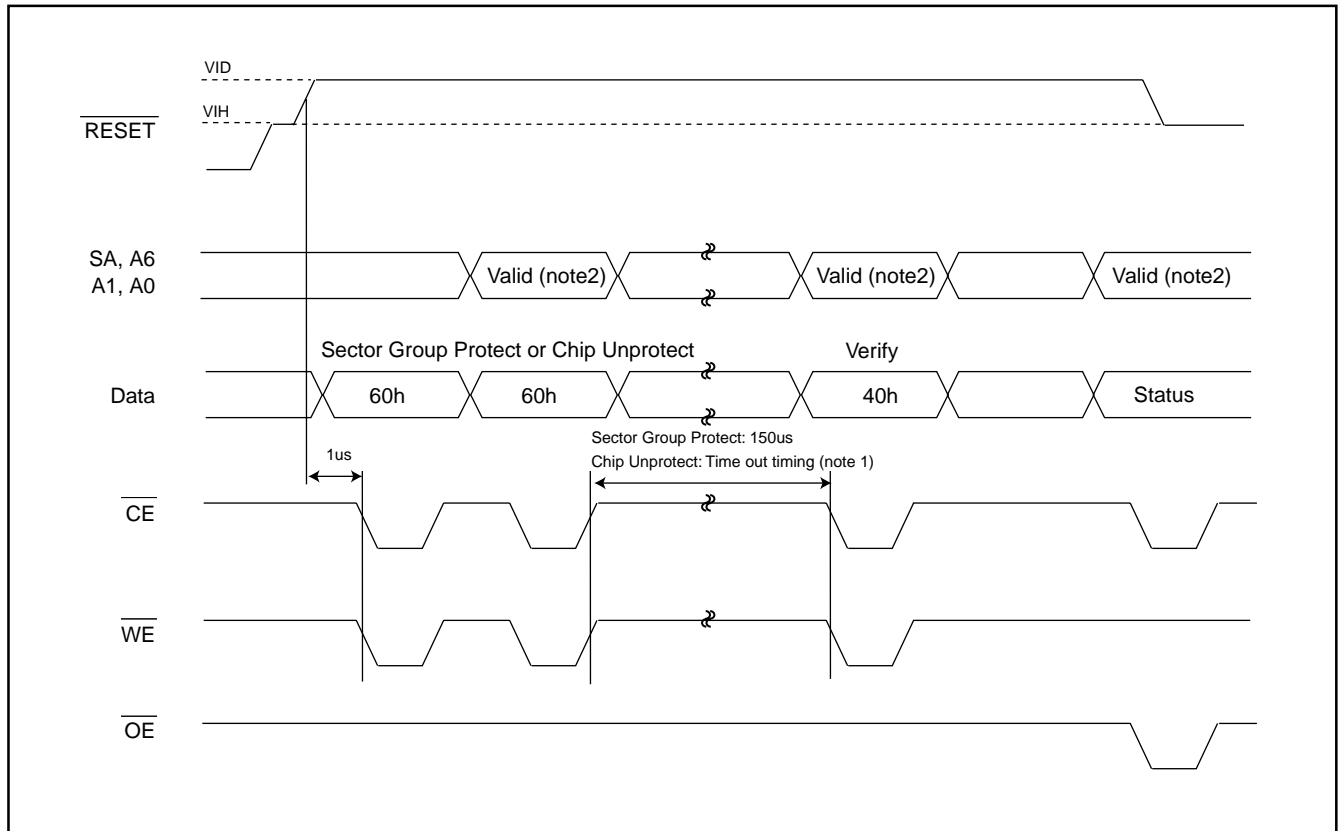 VID
VIH
RESET
SA, A6
A1, A0
Valid (note2)
Valid (note2)
Valid (note2)
Sector Group Protect or Chip Unprotect
Verify
Data
60h
60h
40h
Status
Sector Group Protect: 150us
Chip Unprotect: Time out timing (note 1)
1us
CE
WE
OE